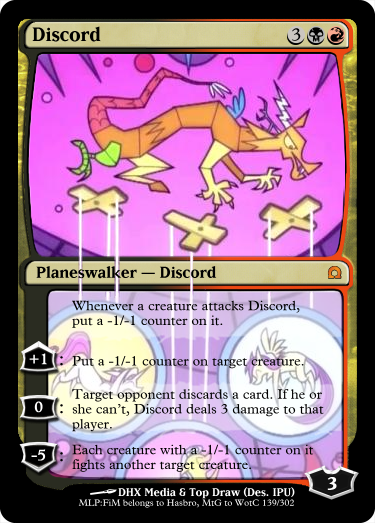 Discord 3
Planeswalker — Discord
Whenever a creature attacks Discord,
put a -1/-1 counter on it.
+1 : Put a -1/-1 counter on target creature.
0 : Target opponent discards a card. If he or
she can't, Discord deals 3 damage to that
player.
-5 : Each creature with a -1/-1 counter on it
fights another target creature.
3
DHX Media & Top Draw (Des. IPU)
MLP:FiM belongs to Hasbro, MtG to WotC 139/302